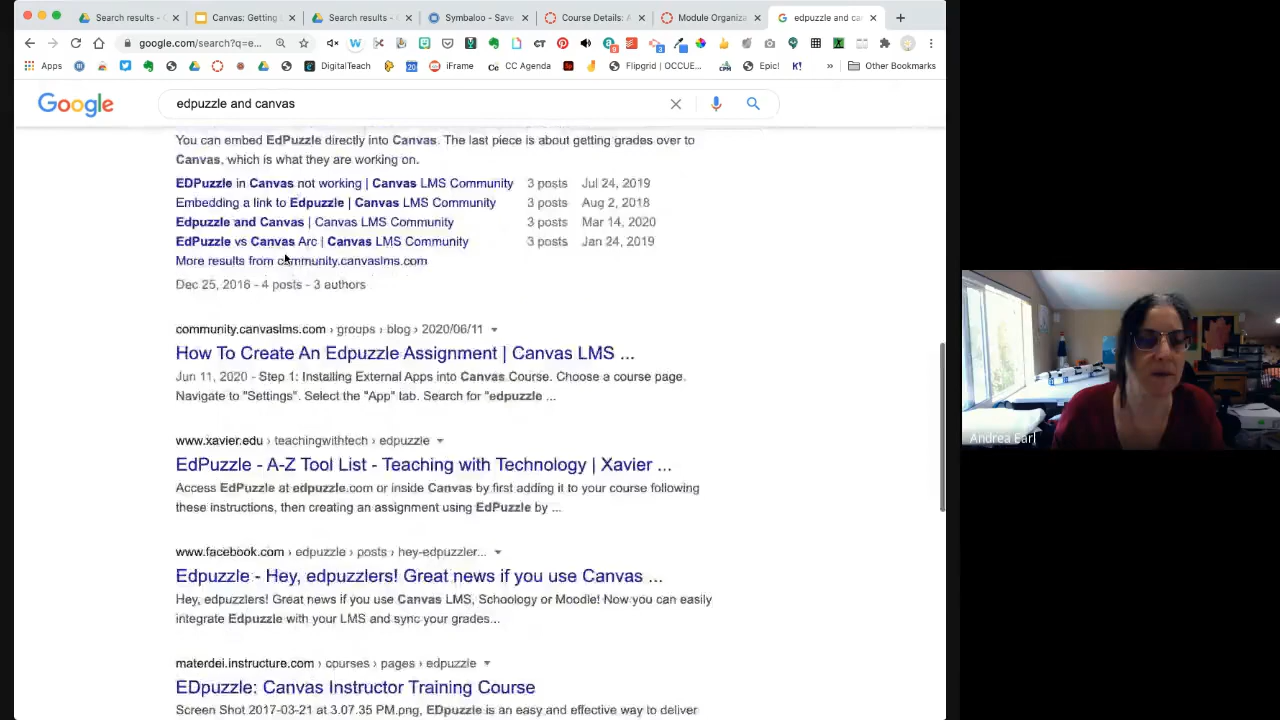 Search results - C
Canvas: Getting
Search results - (
Symbaloo - Save
Course Details: A
Module Organiza
edpuzzle and can
google.com/search?q=e...
Apps
DigitalTeach
iFrame
CC Agenda
Flipgrid | OCCUE...
Epic!
K!
»
Other Bookmarks
Google
edpuzzle and canvas
You can embed EdPuzzle directly into Canvas. The last piece is about getting grades over to
Canvas, which is what they are working on.
EDPuzzle in Canvas not working | Canvas LMS Community 3 posts Jul 24, 2019
Embedding a link to Edpuzzle | Canvas LMS Community 3 posts Aug 2, 2018
Edpuzzle and Canvas | Canvas LMS Community 3 posts Mar 14, 2020
EdPuzzle vs Canvas Arc | Canvas LMS Community 3 posts Jan 24, 2019
More results from community.canvaslms.com
Dec 25, 2016 - 4 posts - 3 authors
community.canvaslms.com › groups › blog › 2020/06/11
How To Create An Edpuzzle Assignment | Canvas LMS ...
Jun 11, 2020 - Step 1: Installing External Apps into Canvas Course. Choose a course page.
Navigate to "Settings". Select the "App" tab. Search for "edpuzzle ...
www.xavier.edu › teachingwithtech › edpuzzle
EdPuzzle - A-Z Tool List - Teaching with Technology | Xavier ...
Access EdPuzzle at edpuzzle.com or inside Canvas by first adding it to your course following
these instructions, then creating an assignment using EdPuzzle by ...
www.facebook.com › edpuzzle › posts › hey-edpuzzler...
Edpuzzle - Hey, edpuzzlers! Great news if you use Canvas ...
Hey, edpuzzlers! Great news if you use Canvas LMS, Schoology or Moodle! Now you can easily
integrate Edpuzzle with your LMS and sync your grades...
materdei.instructure.com › courses › pages › edpuzzle
EDpuzzle: Canvas Instructor Training Course
Screen Shot 2017-03-21 at 3.07.35 PM.png, EDpuzzle is an easy and effective way to deliver
Andrea Earl